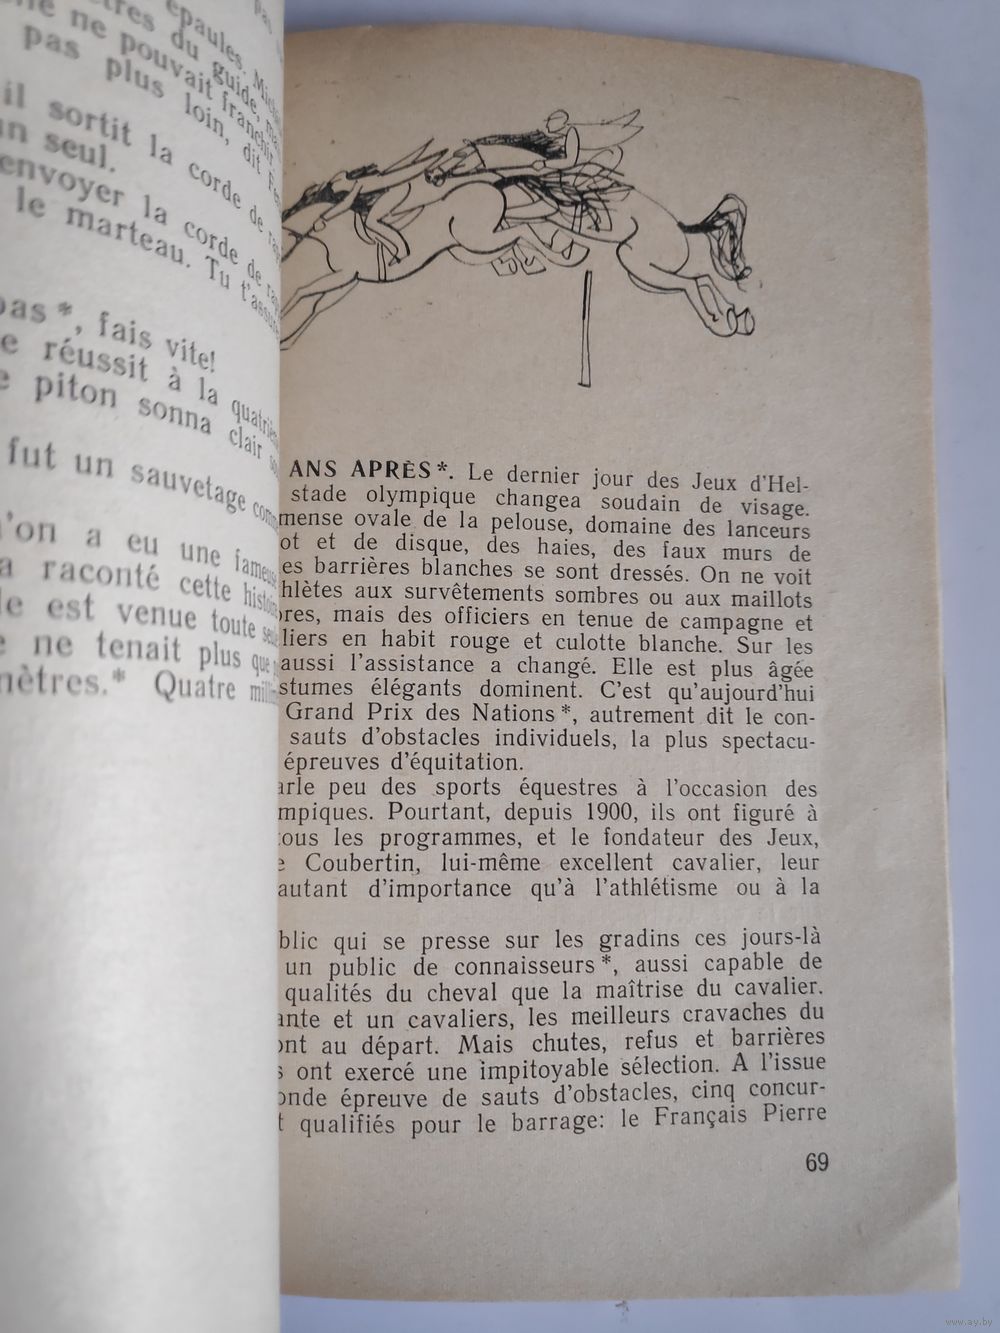 épaules.
du guide,
ne pouvait franchir
pas plus loin, dit
il sortit la corde de
un seul.
envoyer la corde de
le marteau. Tu
pas*, fais vite!
réussit à la
piton sonna clair
fut un sauvetage
qu'on a eu une fameuse
raconté cette
est venue toute
ne tenait plus que
mètres.* Quatre
ANS APRÈS*. Le dernier jour des Jeux d'Hel-
stade olympique changea soudain de visage.
mense ovale de la pelouse, domaine des lanceurs
ot et de disque, des haies, des faux murs de
es barrières blanches se sont dressés. On ne voit
hlètes aux survêtements sombres ou aux maillots
res, mais des officiers en tenue de campagne et
liers en habit rouge et culotte blanche. Sur les
aussi l'assistance a changé. Elle est plus âgée
stumes élégants dominent. C'est qu'aujourd'hui
Grand Prix des Nations*, autrement dit le con-
sauts d'obstacles individuels, la plus spectacu-
épreuves d'équitation.
arle peu des sports équestres à l'occasion des
mpiques. Pourtant, depuis 1900, ils ont figuré à
tous les programmes, et le fondateur des Jeux,
e Coubertin, lui-même excellent cavalier, leur
autant d'importance qu'à l'athlétisme ou à la
blic qui se presse sur les gradins ces jours-là
un public de connaisseurs*, aussi capable de
qualités du cheval que la maîtrise du cavalier.
ante et un cavaliers, les meilleurs cravaches du
ont au départ. Mais chutes, refus et barrières
s ont exercé une impitoyable sélection. A l'issue
onde épreuve de sauts d'obstacles, cinq concur-
t qualifiés pour le barrage: le Français Pierre
69
www.ay.by